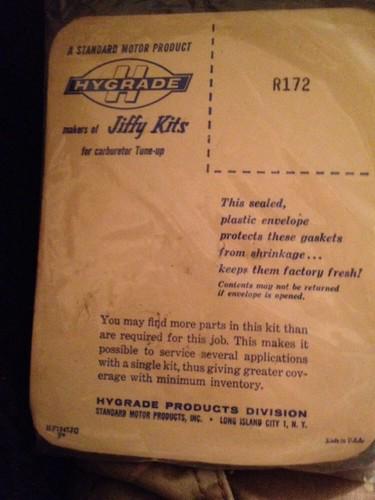 A STANDARD MOTOR PRODUCT
H
HYGRADE
makers of Jiffy Kits
for carburetor Tune-up
R172
This sealed,
plastic envelope
protects these gaskets
from shrinkage...
keeps them factory fresh!
Contents may not be returned
if envelope is opened.
You may find more parts in this kit than
are required for this job. This makes it
possible to service several applications
with a single kit, thus giving greater cov-
erage with minimum inventory.
HYGRADE PRODUCTS DIVISION
STANDARD MOTOR PRODUCTS, INC. • LONG ISLAND CITY 1, N. Y.
Made in U.S.A.